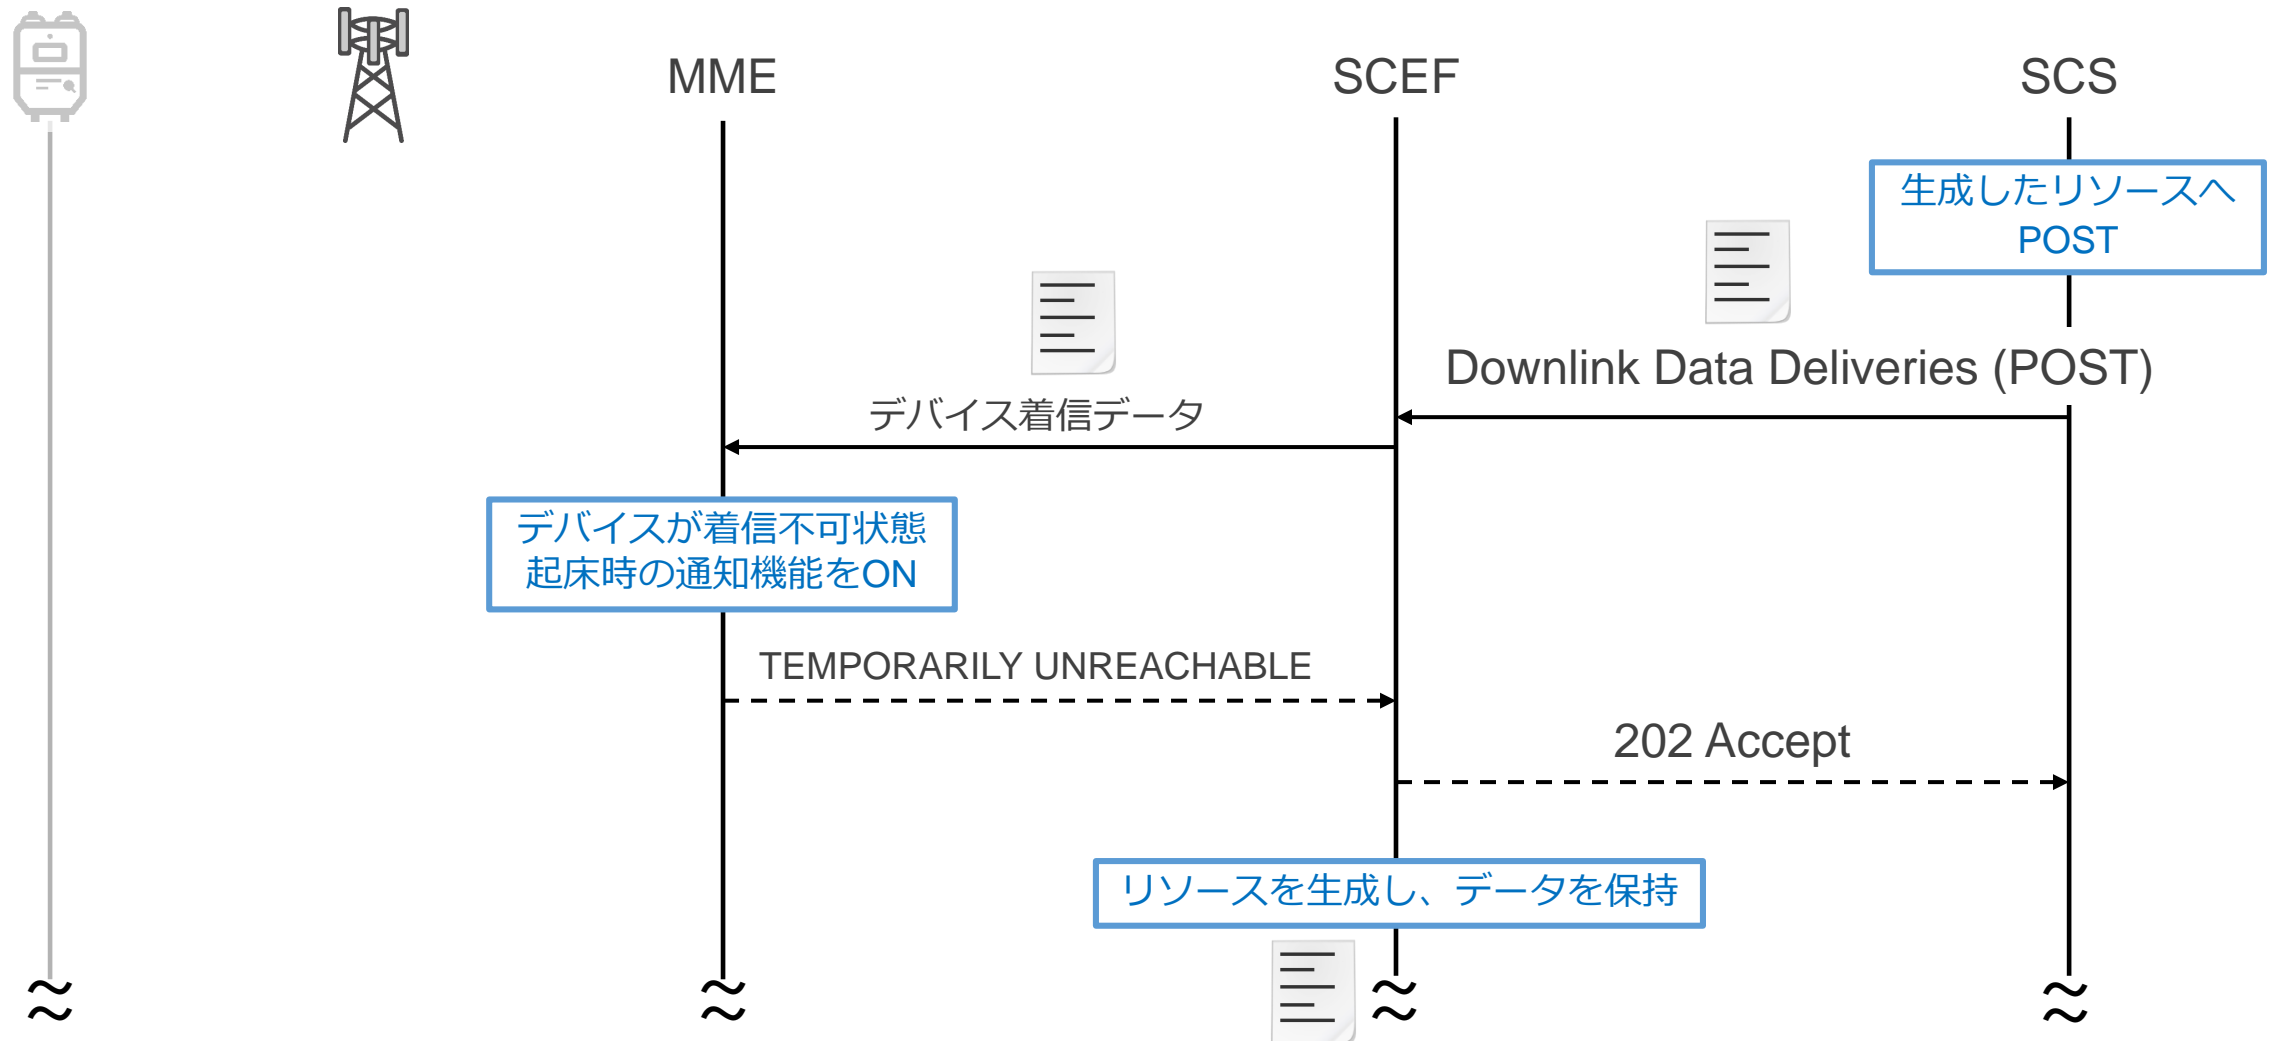 MME
SCEF
SCS
生成したリソースへ
POST
Downlink Data Deliveries (POST)
デバイス着信データ
デバイスが着信不可状態
起床時の通知機能をON
TEMPORARILY UNREACHABLE
202 Accept
リソースを生成し、データを保持